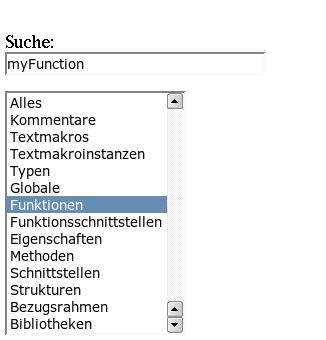 Suche:
myFunction
Alles
Kommentare
Textmakros
Textmakroinstanzen
Typen
Globale
Funktionen
Funktionsschnittstellen
Eigenschaften
Methoden
Schnittstellen
Strukturen
Bezugsrahmen
Bibliotheken